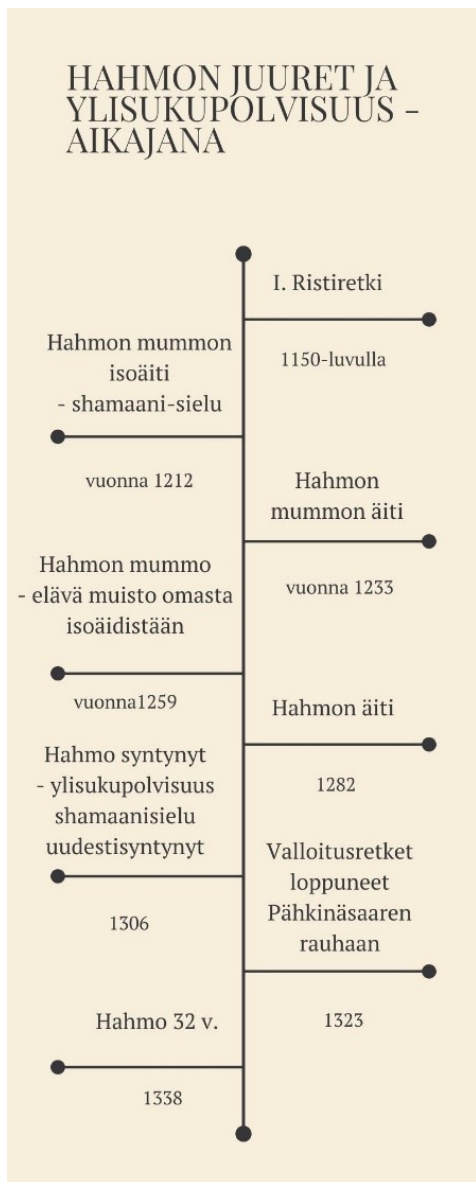 HAHMON JUURET JA
YLISUKUPOLVISUUS -
AIKAJANA
I. Ristiretki
1150-luvulla
Hahmon mummon
isoäiti
- shamaani-sielu
vuonna 1212
Hahmon
mummon äiti
vuonna 1233
Hahmon mummo
- elävä muisto omasta
isoäidistään
vuonna1259
Hahmon äiti
1282
Hahmo syntynyt
- ylisukupolvisuus
shamaanisielu
uudestisyntynyt
1306
Valloitusretket
loppuneet
Pähkinäsaaren
rauhaan
1323
Hahmo 32 v.
1338